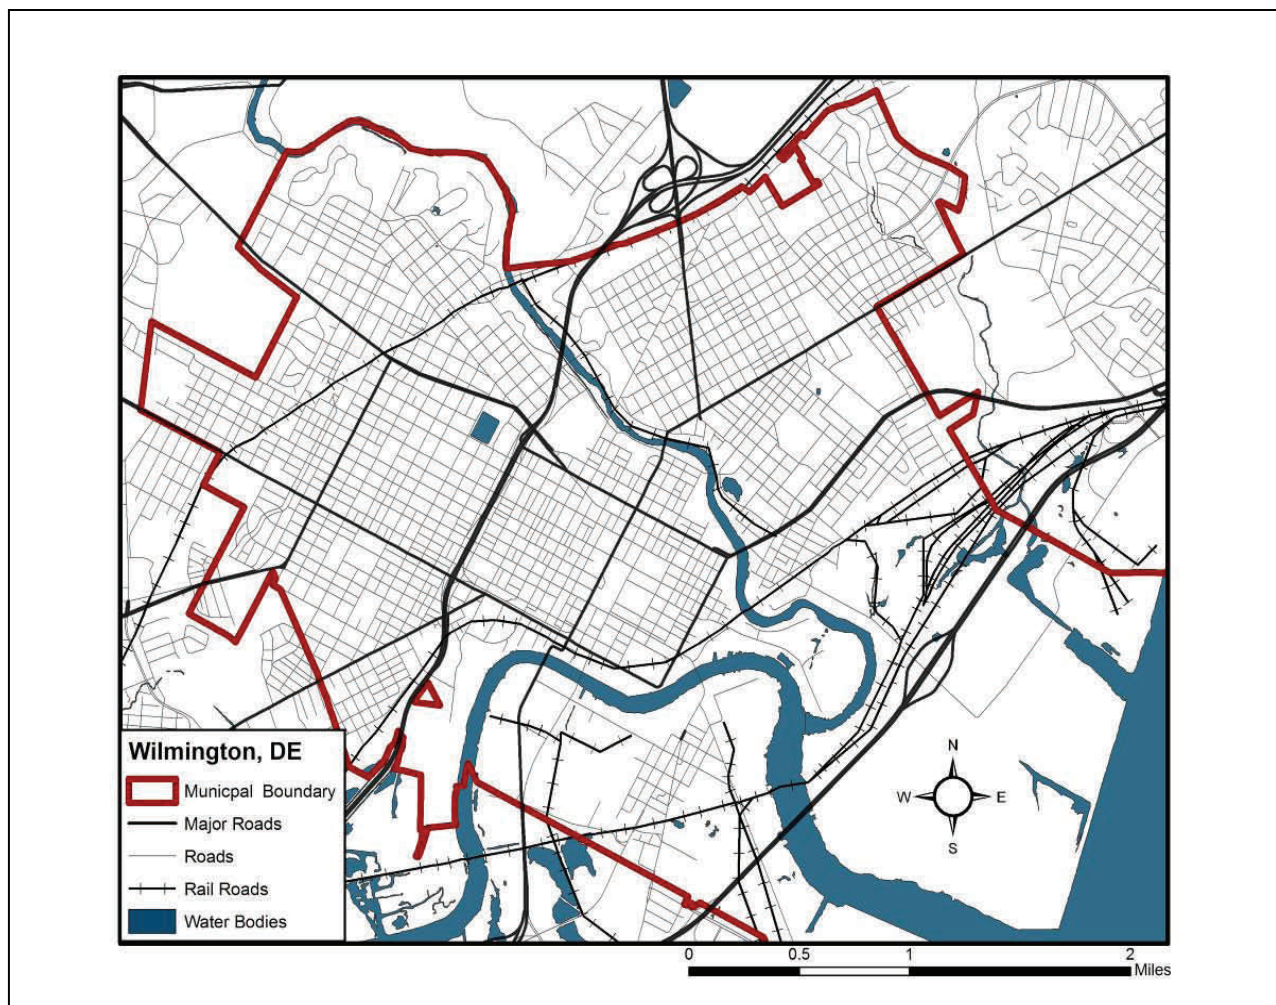 Wilmington, DE
Municpal Boundary
Major Roads
Roads
Rail Roads
Water Bodies
N
W E
S
0 0.5 1 2
Miles